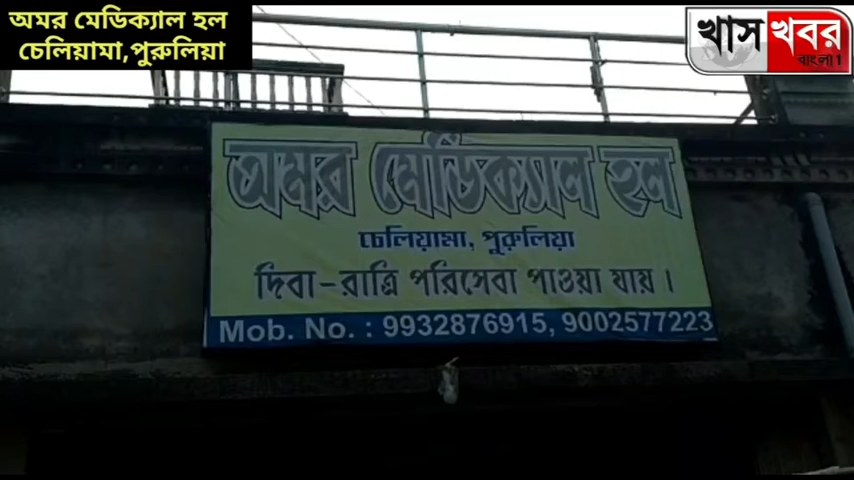 অমর মেডিক্যাল হল
চেলিয়ামা,পুরুলিয়া
খাস খবর
বাংলা
অমর মেডিক্যাল হল
চেলিয়ামা, পুরুলিয়া
দিবা-রাত্রি পরিসেবা পাওয়া যায়।
Mob. No. : 9932876915, 9002577223